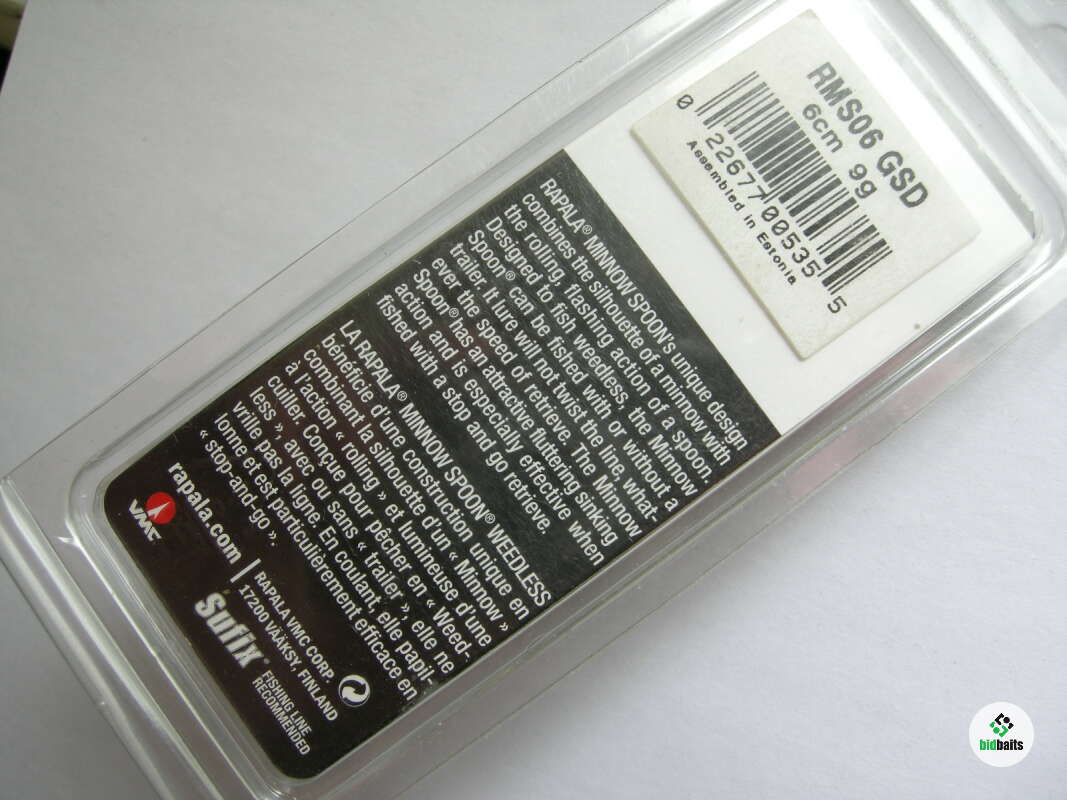 RMS06 GSD
6cm 9g
0 22677 00535 5
Assembled in Estonia
RAPALA® MINNOW SPOON's unique design
combines the silhouette of a minnow with
the rolling, flashing action of a spoon.
Designed to fish weedless, the Minnow
Spoon® can be fished with or without a
trailer. It lure will not twist the line what-
ever the speed of retrieve. The Minnow
Spoon® has an attractive fluttering sinking
action and is especially effective when
fished with a stop and go retrieve.
LA RAPALA® MINNOW SPOON® WEEDLESS
bénéficie d'une construction unique en
combinant la silhouette d'un « Minnow »
à l'action « rolling » et lumineuse d'une
cuiller. Conçue pour pêcher en « Weed-
less », avec ou sans « trailer », elle ne
vrille pas la ligne. En coulant, elle papil-
lonne et est particulièrement efficace en
« stop-and-go ».
VMC
rapala.com
RAPALA VMC CORP.
17200 VÄÄKSY, FINLAND
Sufix®
FISHING LINE
RECOMMENDED
bidbaits